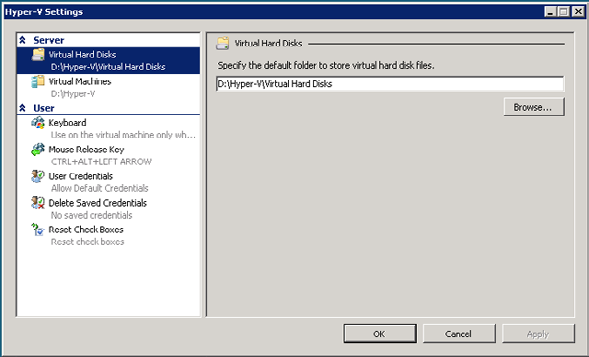 Hyper-V Settings
Server
Virtual Hard Disks
D:\Hyper-V\Virtual Hard Disks
Virtual Machines
D:\Hyper-V
User
Keyboard
Use on the virtual machine only wh...
Mouse Release Key
CTRL+ALT+LEFT ARROW
User Credentials
Allow Default Credentials
Delete Saved Credentials
No saved credentials
Reset Check Boxes
Reset check boxes
Virtual Hard Disks
Specify the default folder to store virtual hard disk files.
D:\Hyper-V\Virtual Hard Disks
Browse...
OK
Cancel
Apply